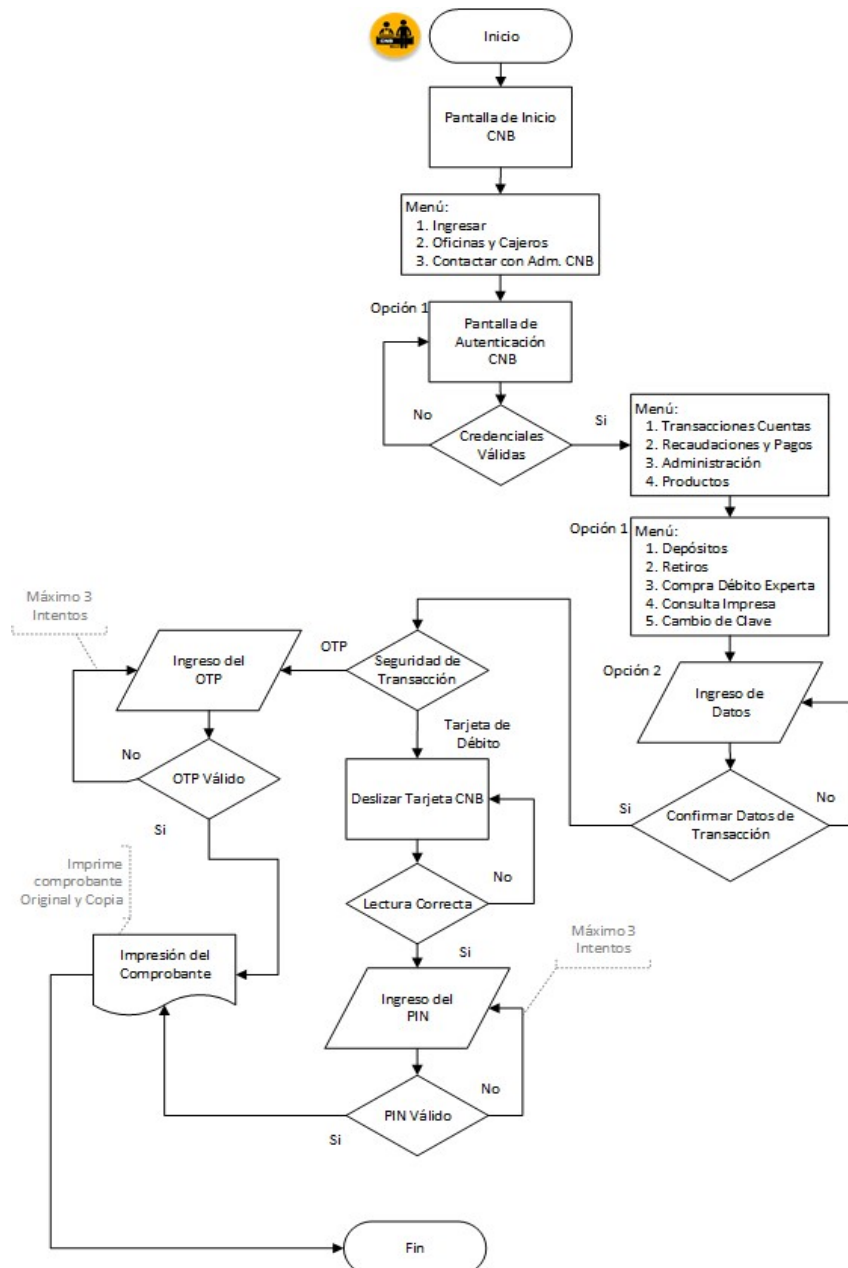 CNB
Inicio
Pantalla de Inicio
CNB
Menú:
1. Ingresar
2. Oficinas y Cajeros
3. Contactar con Adm. CNB
Opción 1
Pantalla de
Autenticación
CNB
No
Credenciales
Válidas
Si
Menú:
1. Transacciones Cuentas
2. Recaudaciones y Pagos
3. Administración
4. Productos
Opción 1
Menú:
1. Depósitos
2. Retiros
3. Compra Débito Experta
4. Consulta Impresa
5. Cambio de Clave
Opción 2
Ingreso de
Datos
Confirmar Datos de
Transacción
No
Si
Seguridad de
Transacción
OTP
Máximo 3
Intentos
Ingreso del
OTP
No
OTP Válido
Si
Tarjeta de
Débito
Deslizar Tarjeta CNB
No
Lectura Correcta
Si
Máximo 3
Intentos
Ingreso del
PIN
No
PIN Válido
Si
Imprime
comprobante
Original y Copia
Impresión del
Comprobante
Fin